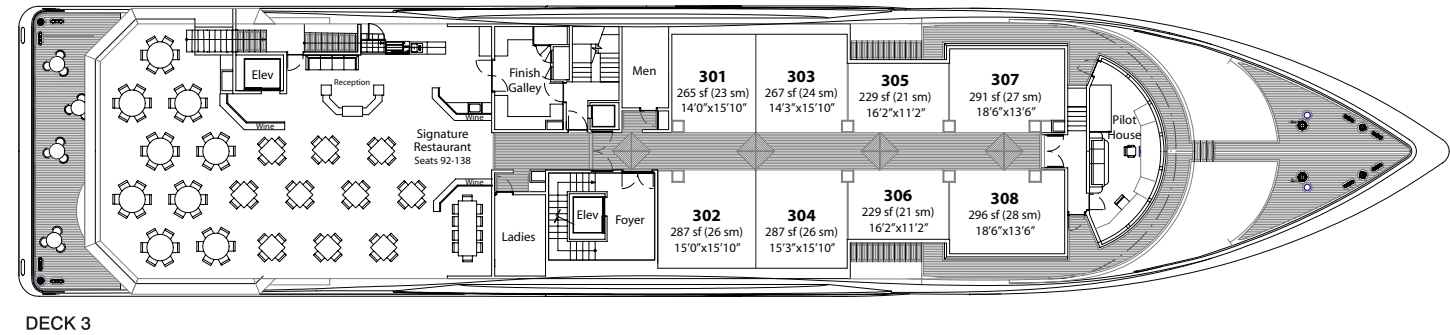 Elev
Reception
Wine
Wine
Signature
Restaurant
Seats 92-138
Wine
Finish
Galley
Men
301
265 sf (23 sm)
14'0"x15'10"
303
267 sf (24 sm)
14'3"x15'10"
305
229 sf (21 sm)
16'2"x11'2"
307
291 sf (27 sm)
18'6"x13'6"
Pilot
House
Ladies
Elev
Foyer
302
287 sf (26 sm)
15'0"x15'10"
304
287 sf (26 sm)
15'3"x15'10"
306
229 sf (21 sm)
16'2"x11'2"
308
296 sf (28 sm)
18'6"x13'6"
DECK 3